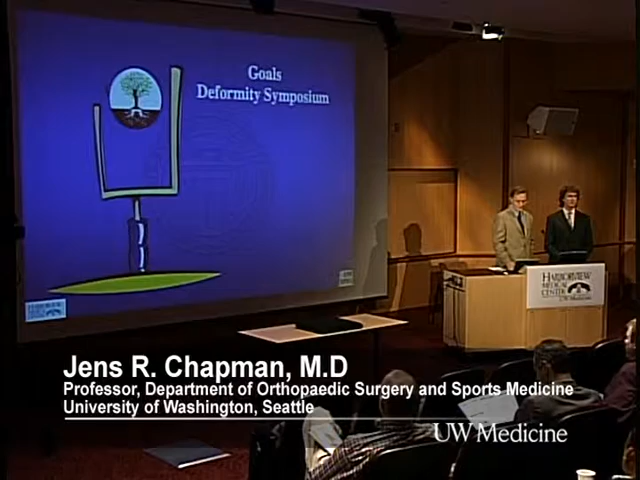 Goals
Deformity Symposium
HARBORVIEW
MEDICAL
CENTER
UW Medicine
Jens R. Chapman, M.D
Professor, Department of Orthopaedic Surgery and Sports Medicine
University of Washington, Seattle
UW Medicine